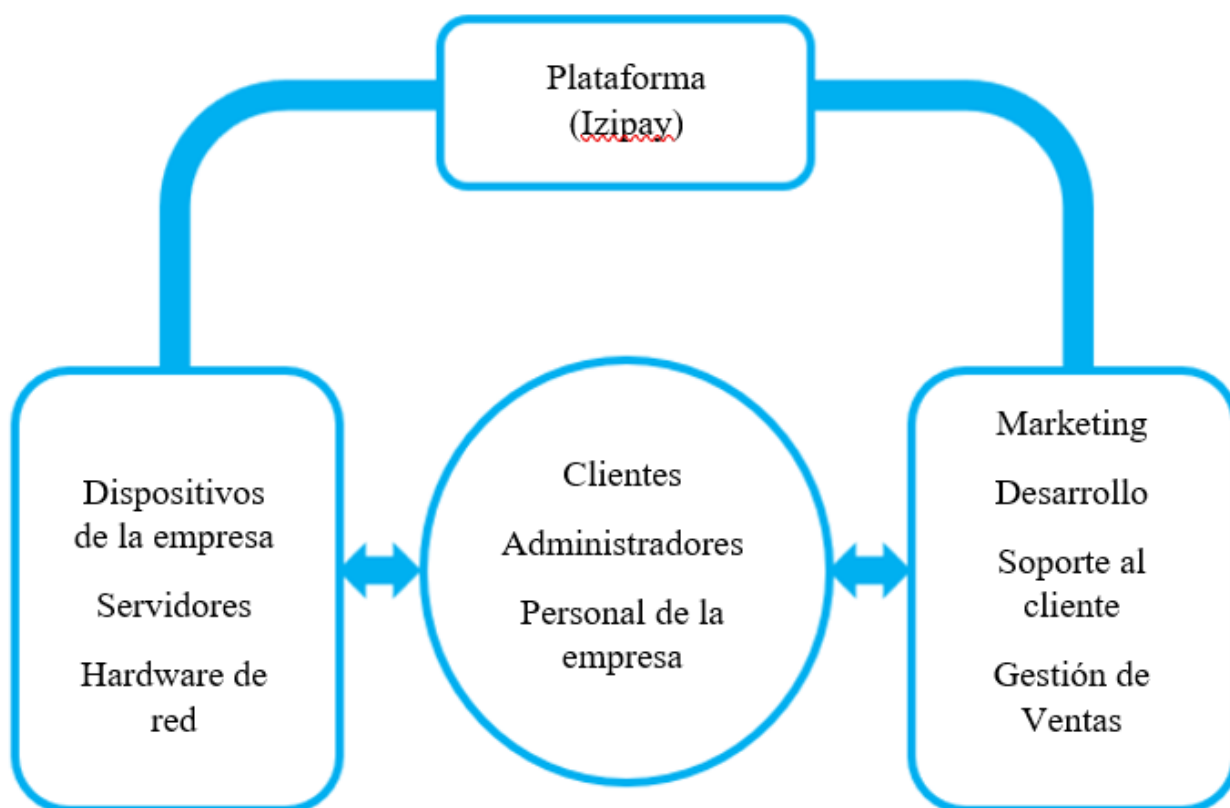 Plataforma
(Izipay)
Dispositivos
de la empresa
Servidores
Hardware de
red
Clientes
Administradores
Personal de la
empresa
Marketing
Desarrollo
Soporte al
cliente
Gestión de
Ventas